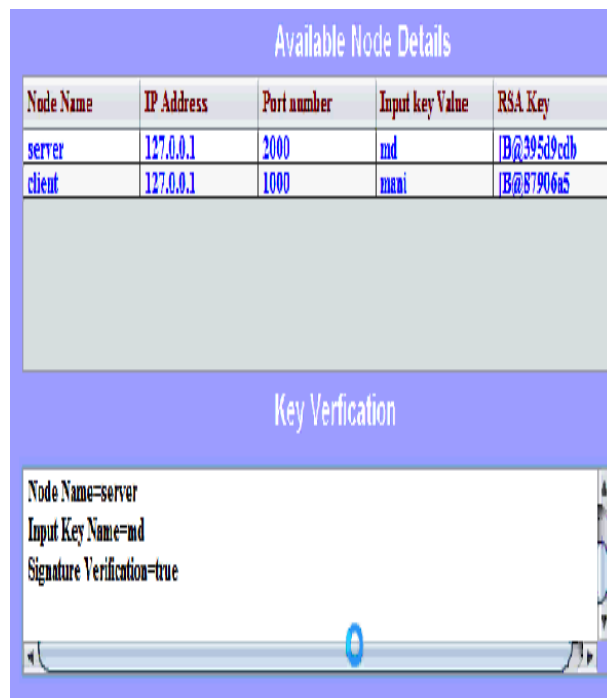 Available Node Details
Node Name IP Address Port number Input key Value RSA Key
server 127.0.0.1 2000 md [B@395d9cdb
client 127.0.0.1 1000 mani [B@87906a5
Key Verfication
Node Name=server
Input Key Name=md
Signature Verification=true